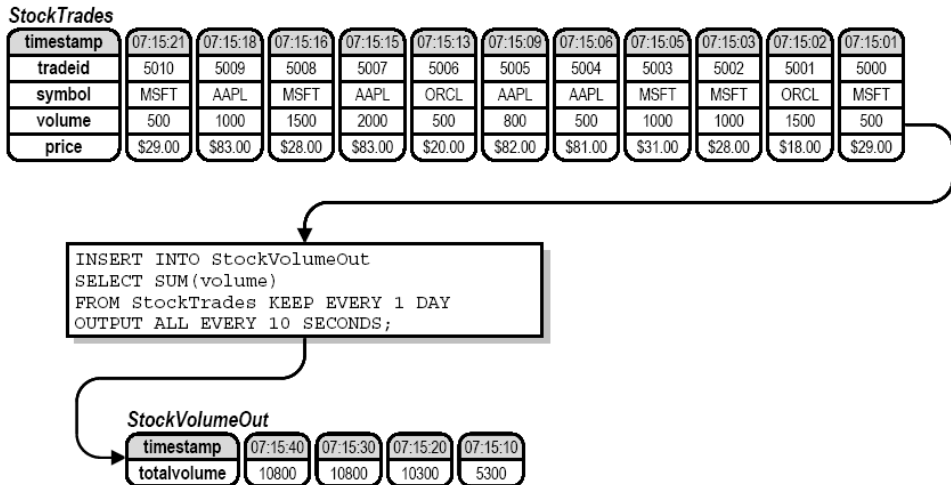 StockTrades
timestamp 07:15:21 07:15:18 07:15:16 07:15:15 07:15:13 07:15:09 07:15:06 07:15:05 07:15:03 07:15:02 07:15:01
tradeid 5010 5009 5008 5007 5006 5005 5004 5003 5002 5001 5000
symbol MSFT AAPL MSFT AAPL ORCL AAPL AAPL MSFT MSFT ORCL MSFT
volume 500 1000 1500 2000 500 800 500 1000 1000 1500 500
price $29.00 $83.00 $28.00 $83.00 $20.00 $82.00 $81.00 $31.00 $28.00 $18.00 $29.00
INSERT INTO StockVolumeOut
SELECT SUM(volume)
FROM StockTrades KEEP EVERY 1 DAY
OUTPUT ALL EVERY 10 SECONDS;
StockVolumeOut
timestamp 07:15:40 07:15:30 07:15:20 07:15:10
totalvolume 10800 10800 10300 5300